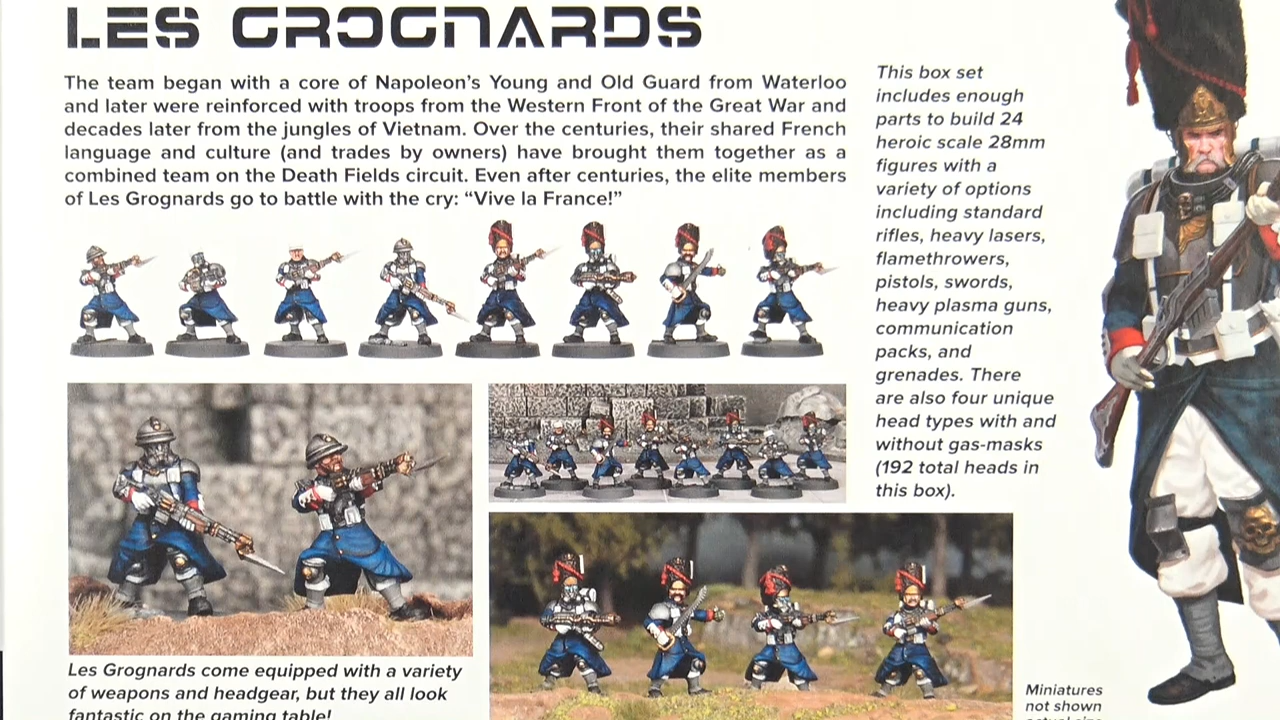 LES GROGNARDS
The team began with a core of Napoleon's Young and Old Guard from Waterloo
and later were reinforced with troops from the Western Front of the Great War and
decades later from the jungles of Vietnam. Over the centuries, their shared French
language and culture (and trades by owners) have brought them together as a
combined team on the Death Fields circuit. Even after centuries, the elite members
of Les Grognards go to battle with the cry: “Vive la France!”
This box set
includes enough
parts to build 24
heroic scale 28mm
figures with a
variety of options
including standard
rifles, heavy lasers,
flamethrowers,
pistols, swords,
heavy plasma guns,
communication
packs, and
grenades. There
are also four unique
head types with and
without gas-masks
(192 total heads in
this box).
Les Grognards come equipped with a variety
of weapons and headgear, but they all look
fantastic on the gaming table!
Miniatures
not shown
actual size